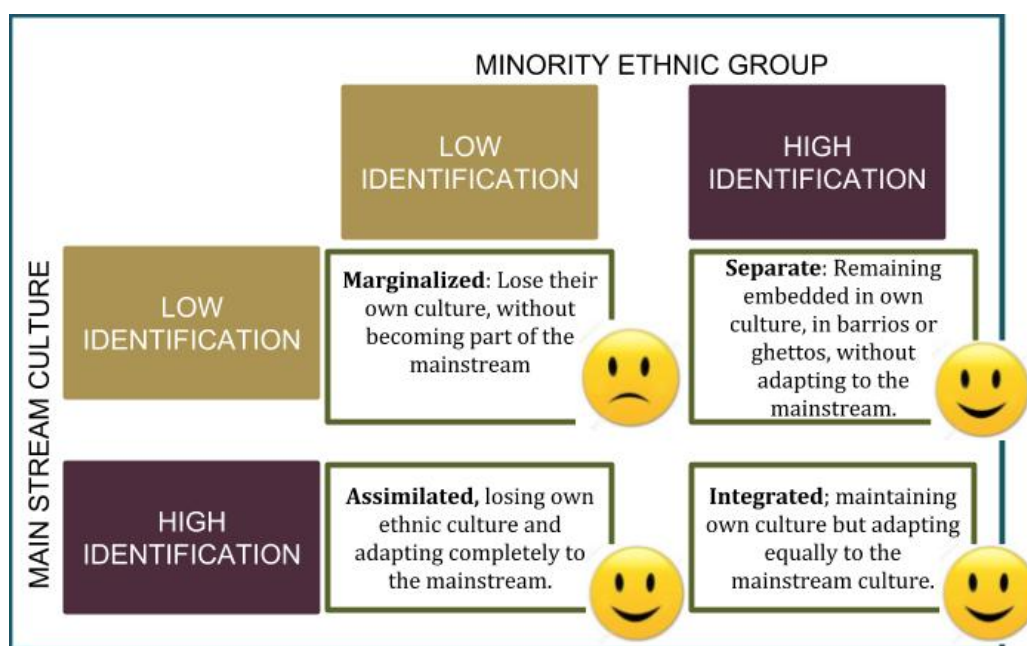 MINORITY ETHNIC GROUP
LOW
IDENTIFICATION
HIGH
IDENTIFICATION
MAIN STREAM CULTURE
LOW
IDENTIFICATION
Marginalized: Lose their
own culture, without
becoming part of the
mainstream
Separate: Remaining
embedded in own
culture, in barrios or
ghettos, without
adapting to the
mainstream.
HIGH
IDENTIFICATION
Assimilated, losing own
ethnic culture and
adapting completely to
the mainstream.
Integrated; maintaining
own culture but adapting
equally to the
mainstream culture.